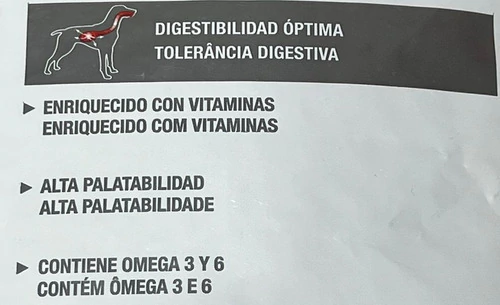 DIGESTIBILIDAD ÓPTIMA
TOLERÂNCIA DIGESTIVA
► ENRIQUECIDO CON VITAMINAS
ENRIQUECIDO COM VITAMINAS
► ALTA PALATABILIDAD
ALTA PALATABILIDADE
► CONTIENE OMEGA 3 Y 6
CONTÉM ÔMEGA 3 E 6